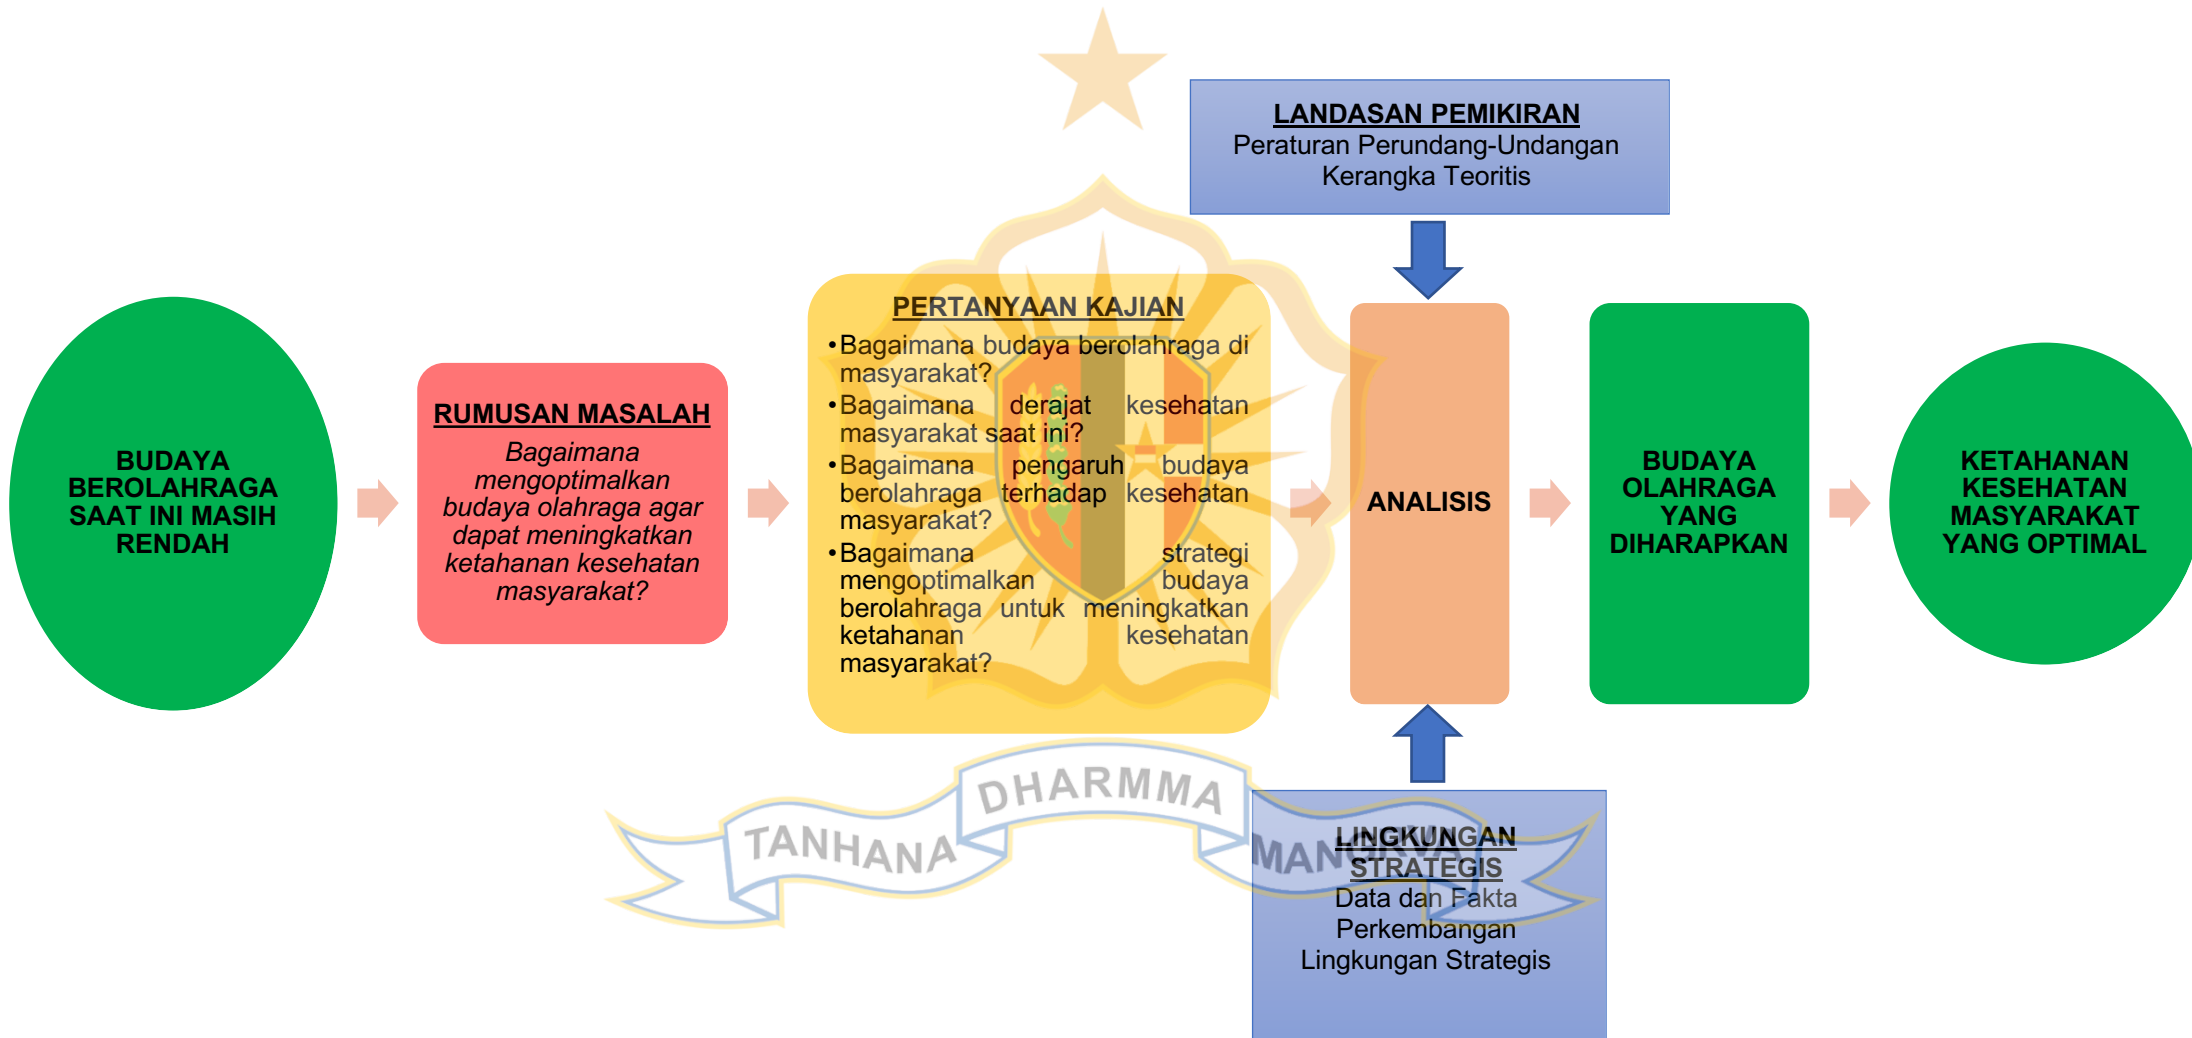 LANDASAN PEMIKIRAN
Peraturan Perundang-Undangan
Kerangka Teoritis
BUDAYA
BEROLAHRAGA
SAAT INI MASIH
RENDAH
RUMUSAN MASALAH
Bagaimana
mengoptimalkan
budaya olahraga agar
dapat meningkatkan
ketahanan kesehatan
masyarakat?
PERTANYAAN KAJIAN
•Bagaimana budaya berolahraga di
masyarakat?
•Bagaimana derajat kesehatan
masyarakat saat ini?
•Bagaimana pengaruh budaya
berolahraga terhadap kesehatan
masyarakat?
•Bagaimana strategi
mengoptimalkan budaya
berolahraga untuk meningkatkan
ketahanan kesehatan
masyarakat?
ANALISIS
BUDAYA
OLAHRAGA
YANG
DIHARAPKAN
KETAHANAN
KESEHATAN
MASYARAKAT
YANG OPTIMAL
TANHANA DHARMMA MANGRVA
LINGKUNGAN
STRATEGIS
Data dan Fakta
Perkembangan
Lingkungan Strategis